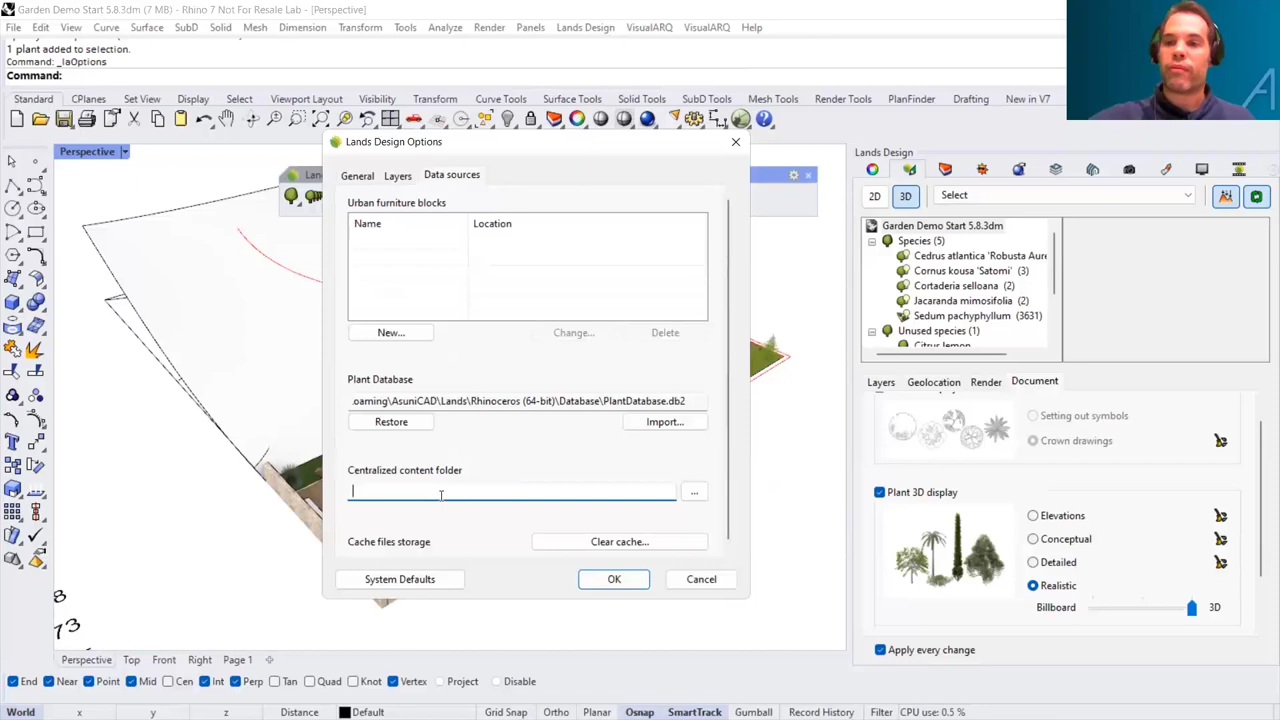 Garden Demo Start 5.8.3dm (7 MB) - Rhino 7 Not For Resale Lab - [Perspective]
File Edit View Curve Surface SubD Solid Mesh Dimension Transform Tools Analyze Render Panels Lands Design VisualARQ VisualARQ Help
1 plant added to selection.
Command: _laOptions
Command:
Standard CPlanes Set View Display Select Viewport Layout Visibility Transform Curve Tools Surface Tools Solid Tools SubD Tools Mesh Tools Render Tools PlanFinder Drafting New in V7
Perspective
Lands Design Options
General Layers Data sources
Urban furniture blocks
Name Location
New... Change... Delete
Plant Database
.oaming\AsuniCAD\Lands\Rhinoceros (64-bit)\Database\PlantDatabase.db2
Restore Import...
Centralized content folder
...
Cache files storage Clear cache...
System Defaults OK Cancel
Lands Design
2D 3D Select
Garden Demo Start 5.8.3dm
Species (5)
Cedrus atlantica 'Robusta Aure
Cornus kousa 'Satomi' (3)
Cortaderia selloana (2)
Jacaranda mimosifolia (2)
Sedum pachyphyllum (3631)
Unused species (1)
Citrus lemon
Layers Geolocation Render Document
Setting out symbols
Crown drawings
Plant 3D display
Elevations
Conceptual
Detailed
Realistic
Billboard 3D
Apply every change
Perspective Top Front Right Page 1
End Near Point Mid Cen Int Perp Tan Quad Knot Vertex Project Disable
World x y z Distance Default Grid Snap Ortho Planar Osnap SmartTrack Gumball Record History Filter CPU use: 0.5 %